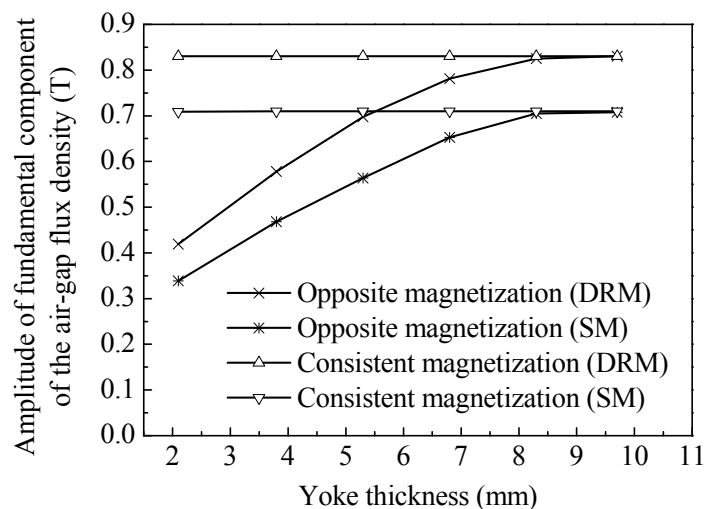 Amplitude of fundamental component
of the air-gap flux density (T)
0.9
0.8
0.7
0.6
0.5
0.4
0.3
0.2
0.1
0.0
Opposite magnetization (DRM)
Opposite magnetization (SM)
Consistent magnetization (DRM)
Consistent magnetization (SM)
2 3 4 5 6 7 8 9 10 11
Yoke thickness (mm)